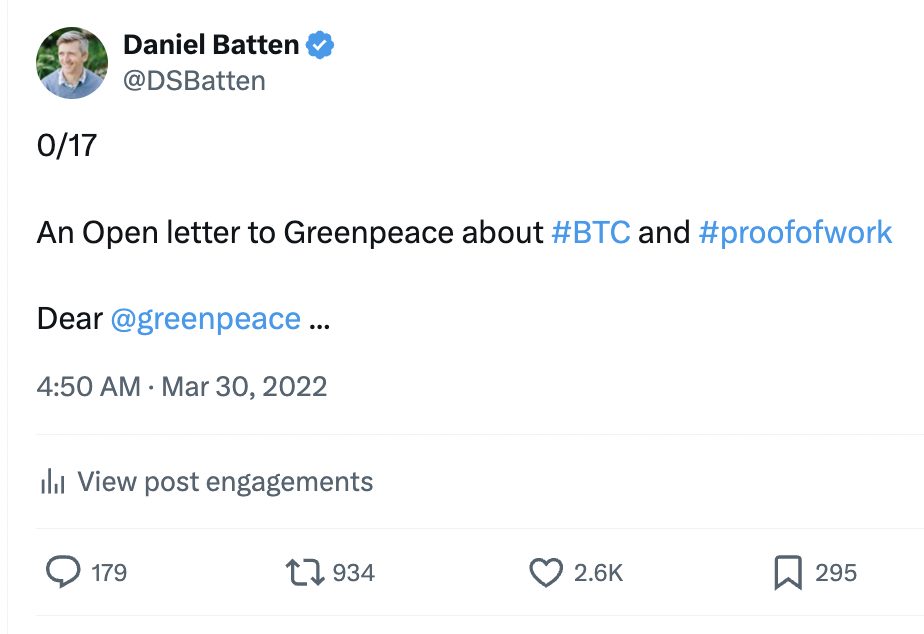 Daniel Batten
@DSBatten
0/17
An Open letter to Greenpeace about #BTC and #proofofwork
Dear @greenpeace ...
4:50 AM · Mar 30, 2022
View post engagements
179 934 2.6K 295